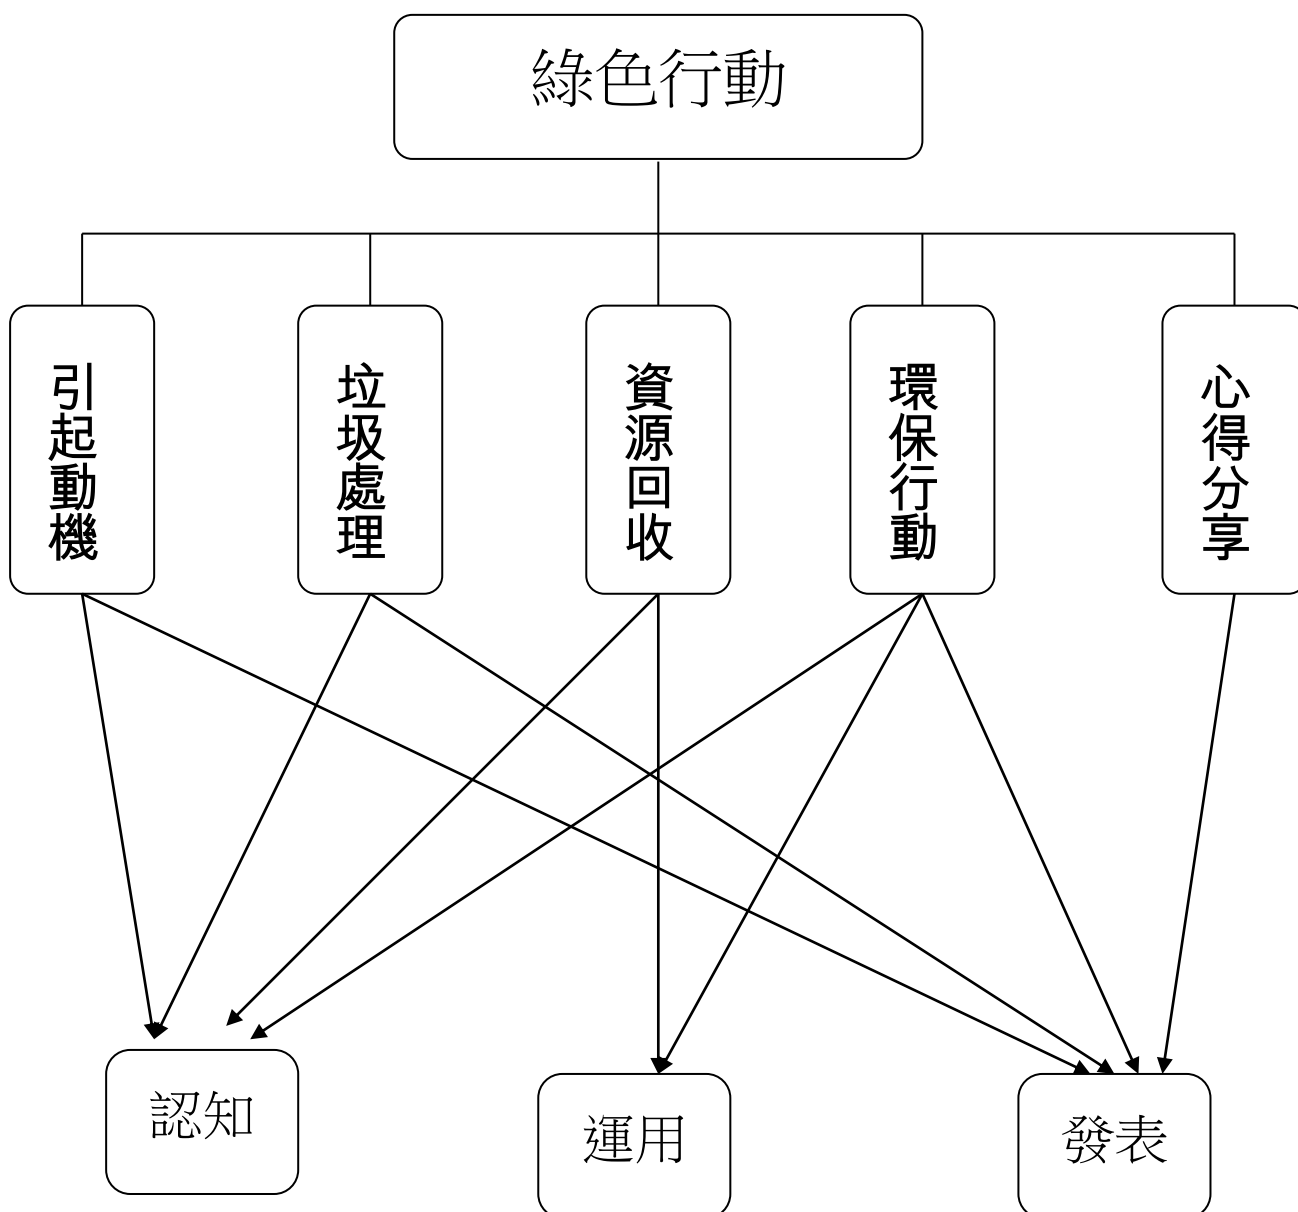 綠色行動
引起動機
垃圾處理
資源回收
環保行動
心得分享
認知
運用
發表